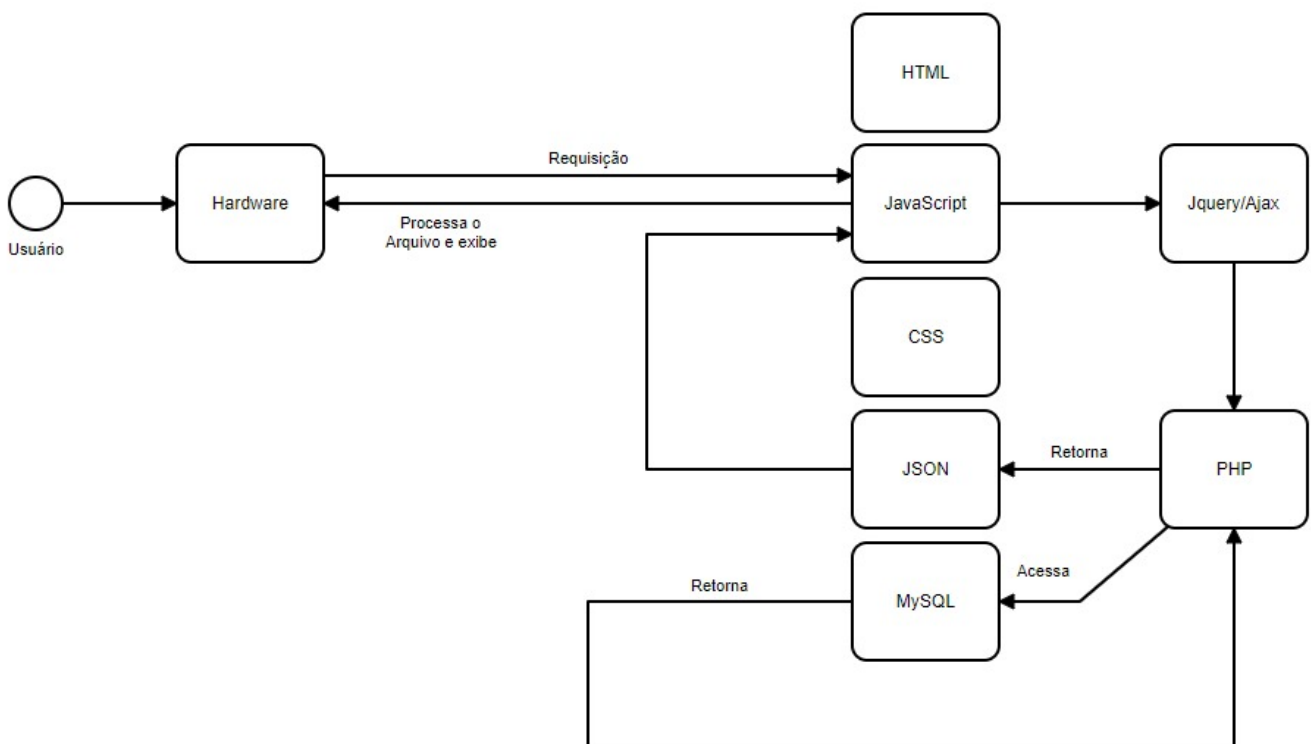 HTML
Requisição
Hardware
JavaScript
Jquery/Ajax
Processa o
Arquivo e exibe
Usuário
CSS
JSON
Retorna
PHP
Retorna
Acessa
MySQL